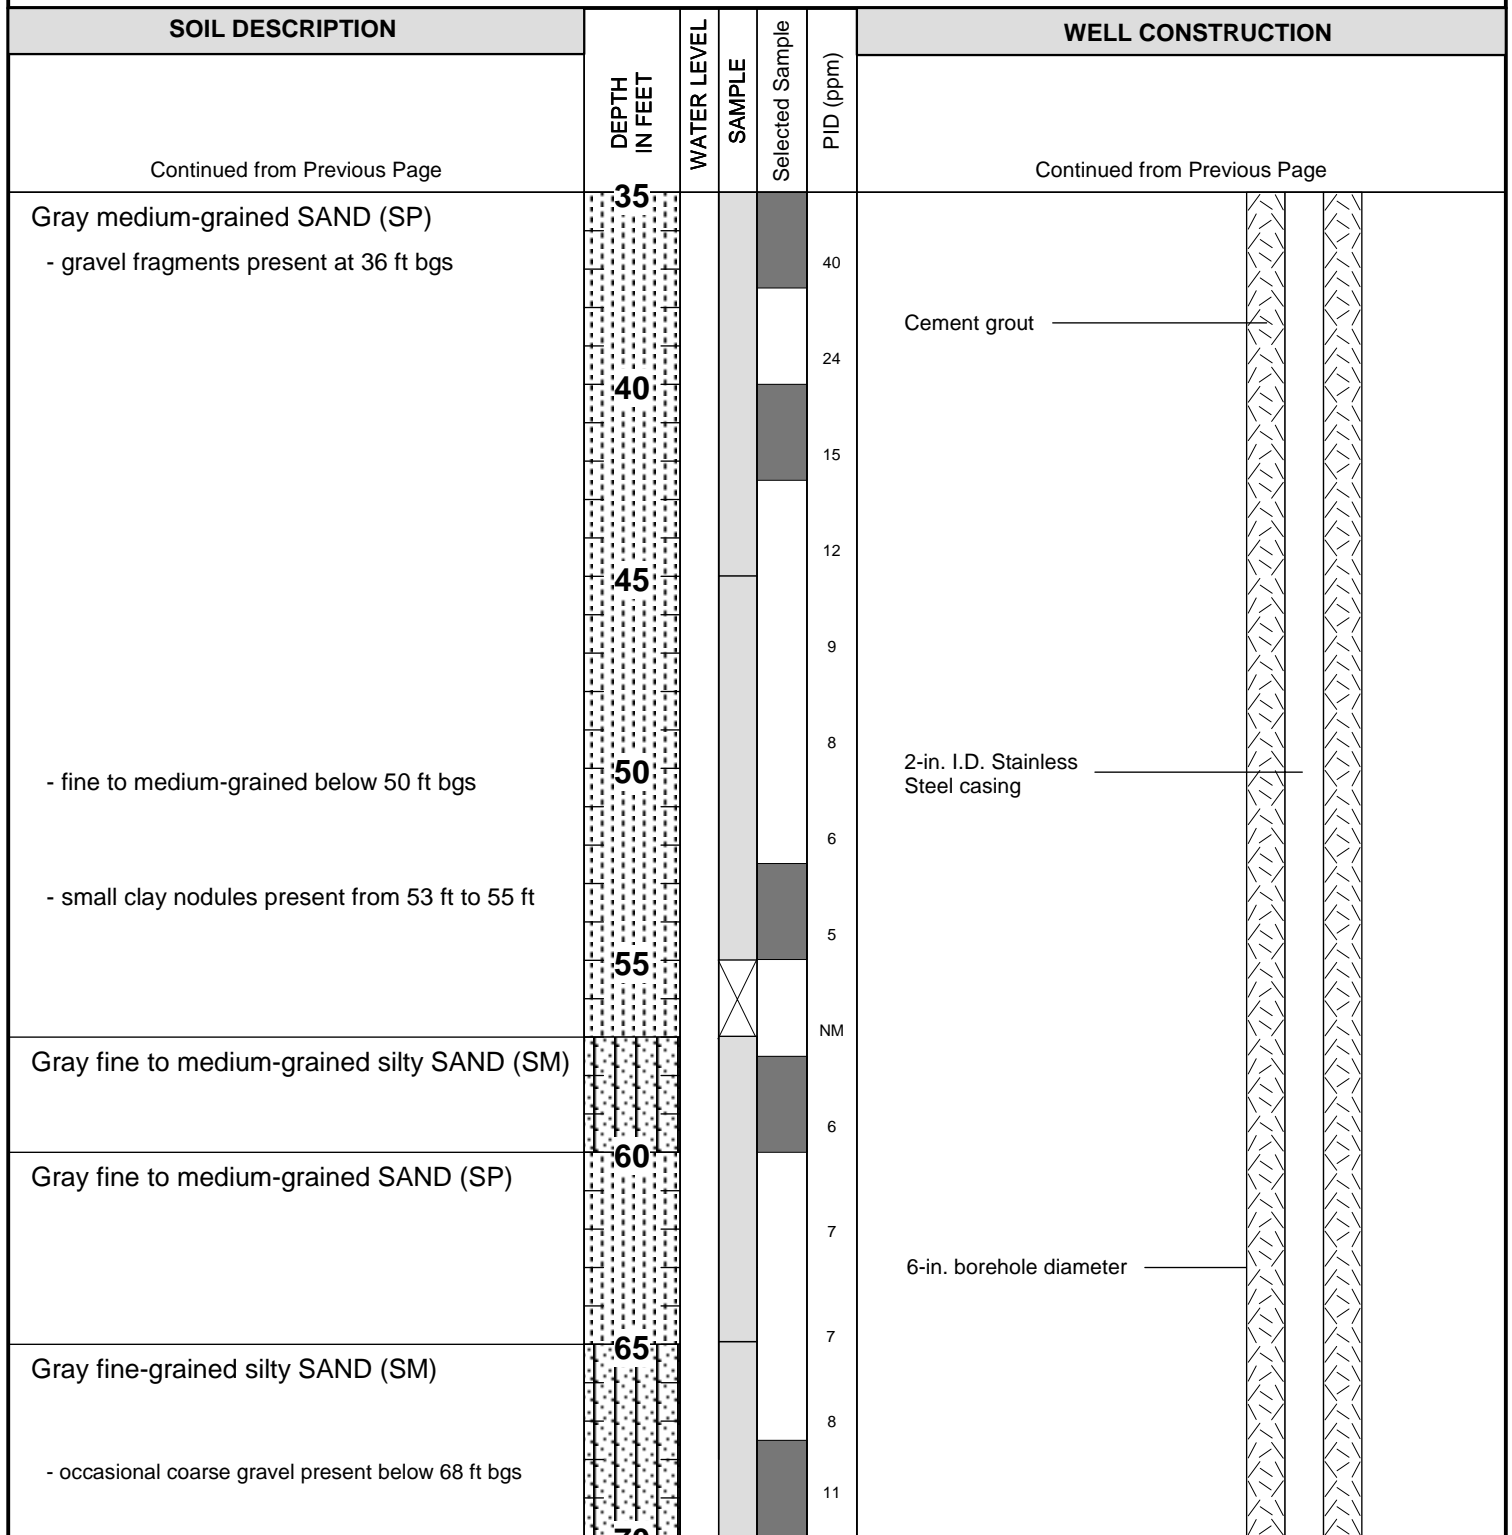 SOIL DESCRIPTION
DEPTH
IN FEET
WATER LEVEL
SAMPLE
Selected Sample
PID (ppm)
WELL CONSTRUCTION
Continued from Previous Page
Continued from Previous Page
35
Gray medium-grained SAND (SP)
- gravel fragments present at 36 ft bgs
40
Cement grout
24
40
15
12
45
9
8
2-in. I.D. Stainless
Steel casing
50
- fine to medium-grained below 50 ft bgs
6
- small clay nodules present from 53 ft to 55 ft
5
55
NM
Gray fine to medium-grained silty SAND (SM)
6
60
Gray fine to medium-grained SAND (SP)
7
6-in. borehole diameter
7
65
Gray fine-grained silty SAND (SM)
8
- occasional coarse gravel present below 68 ft bgs
11
70